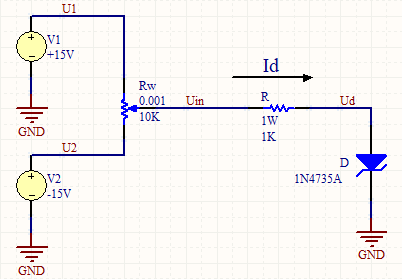 U1
V1
+15V
GND
Rw
0.001
10K
Uin
Id
R
1W
1K
Ud
U2
V2
-15V
GND
D
1N4735A
GND